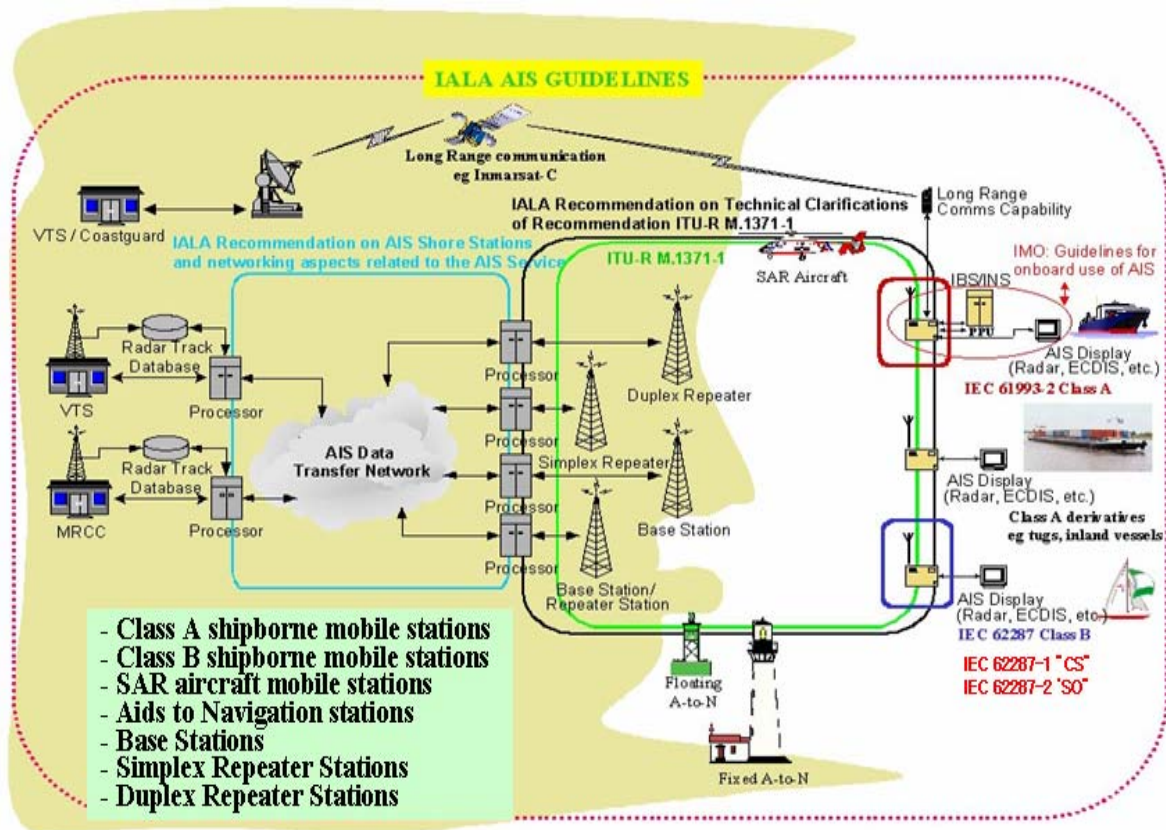 IALA AIS GUIDELINES
Long Range communication
eg Inmarsat-C
VTS / Coastguard
IALA Recommendation on Technical Clarifications
of Recommendation ITU-R M.1371-1
Long Range
Comms Capability
IALA Recommendation on AIS Shore Stations
and networking aspects related to the AIS Service
ITU-R M.1371-1
SAR Aircraft
IMO: Guidelines for
onboard use of AIS
IBS/INS
PPU
AIS Display
(Radar, ECDIS, etc.)
IEC 61993-2 Class A
Radar Track
Database
VTS
Processor
Processor
Duplex Repeater
Processor
Simplex Repeater
AIS Data
Transfer Network
Radar Track
Database
MRCC
Processor
Processor
Base Station
Processor
Base Station/
Repeater Station
AIS Display
(Radar, ECDIS, etc.)
Class A derivatives
eg tugs, inland vessels
AIS Display
(Radar, ECDIS, etc.)
IEC 62287 Class B
IEC 62287-1 "CS"
IEC 62287-2 'SO"
Floating
A-to-N
Fixed A-to-N
- Class A shipborne mobile stations
- Class B shipborne mobile stations
- SAR aircraft mobile stations
- Aids to Navigation stations
- Base Stations
- Simplex Repeater Stations
- Duplex Repeater Stations